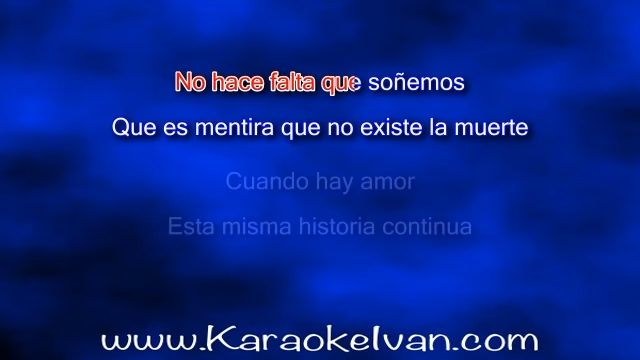 No hace falta que soñemos
Que es mentira que no existe la muerte
Cuando hay amor
Esta misma historia continua
www.KaraokeIvan.com